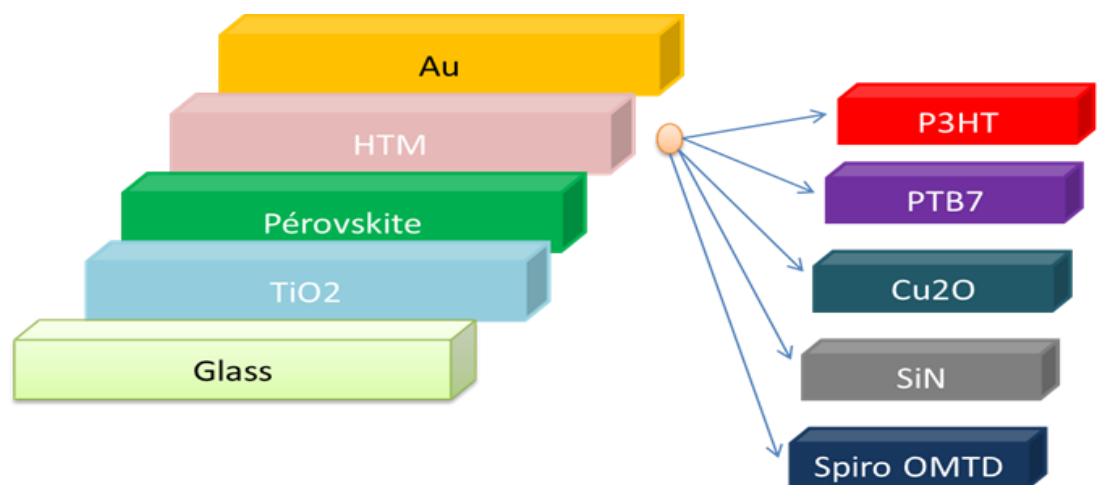 Au
HTM
Pérovskite
TiO2
Glass
P3HT
PTB7
Cu2O
SiN
Spiro OMTD